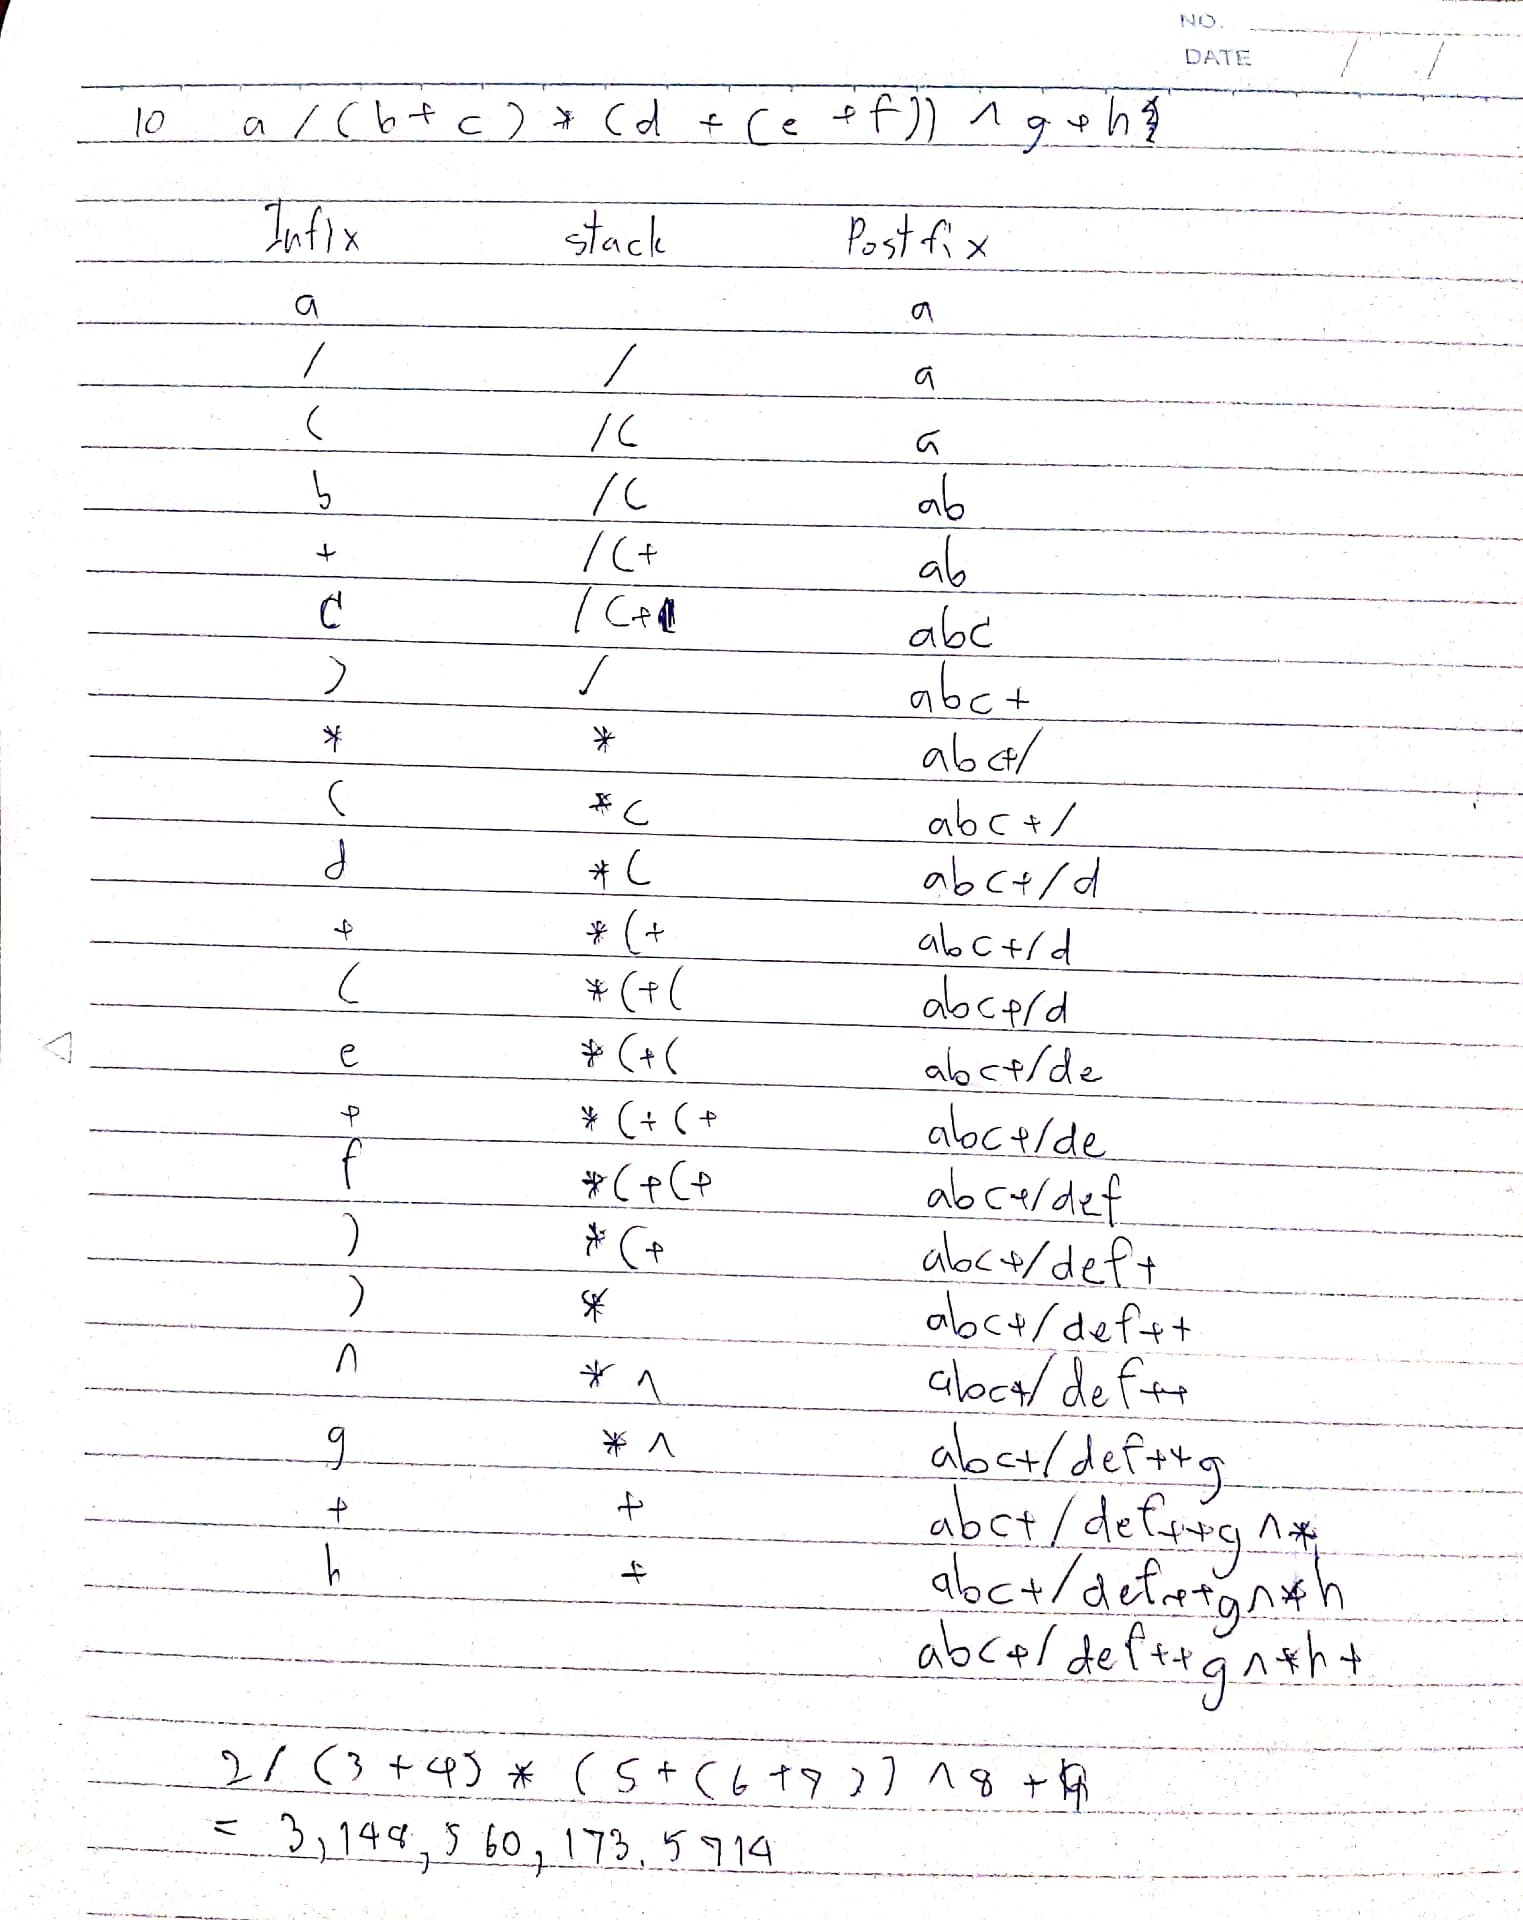 NO.
DATE / /
10 a / ( b + c ) * ( d + ( e + f ) ) ^ g + h
Infix stack Postfix
a a
/ / a
( /( a
b /( ab
+ /(+ ab
c /(+ abc
) / abc+
* * abc+/
( *( abc+/
d *( abc+/d
+ *(+ abc+/d
( *(+( abc+/d
e *(+( abc+/de
+ *(+(+ abc+/de
f *(+(+ abc+/def
) *(+ abc+/def+
) * abc+/def++
^ *^ abc+/def++
g *^ abc+/def++g
+ + abc+/def++g^*
h + abc+/def++g^*h
abc+/def++g^*h+
2 / (3 + 4) * ( 5 + ( 6 + 7 ) ) ^ 8 +
= 3,148,560,173.5714